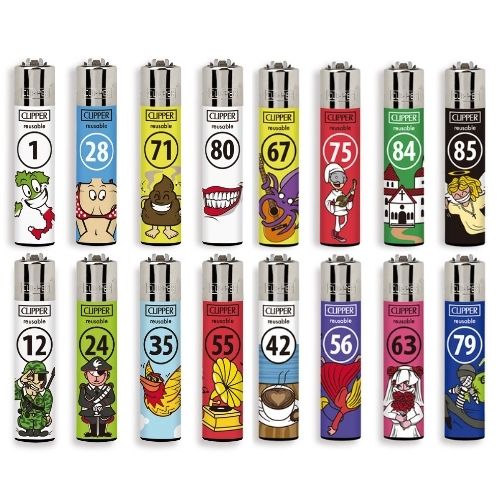 CLIPPER
reusable
1
CLIPPER
reusable
28
CLIPPER
reusable
71
CLIPPER
reusable
80
CLIPPER
reusable
67
CLIPPER
reusable
75
CLIPPER
reusable
84
CLIPPER
reusable
85
CLIPPER
reusable
12
CLIPPER
reusable
24
CLIPPER
reusable
35
CLIPPER
reusable
55
CLIPPER
reusable
42
CLIPPER
reusable
56
CLIPPER
reusable
63
CLIPPER
reusable
79